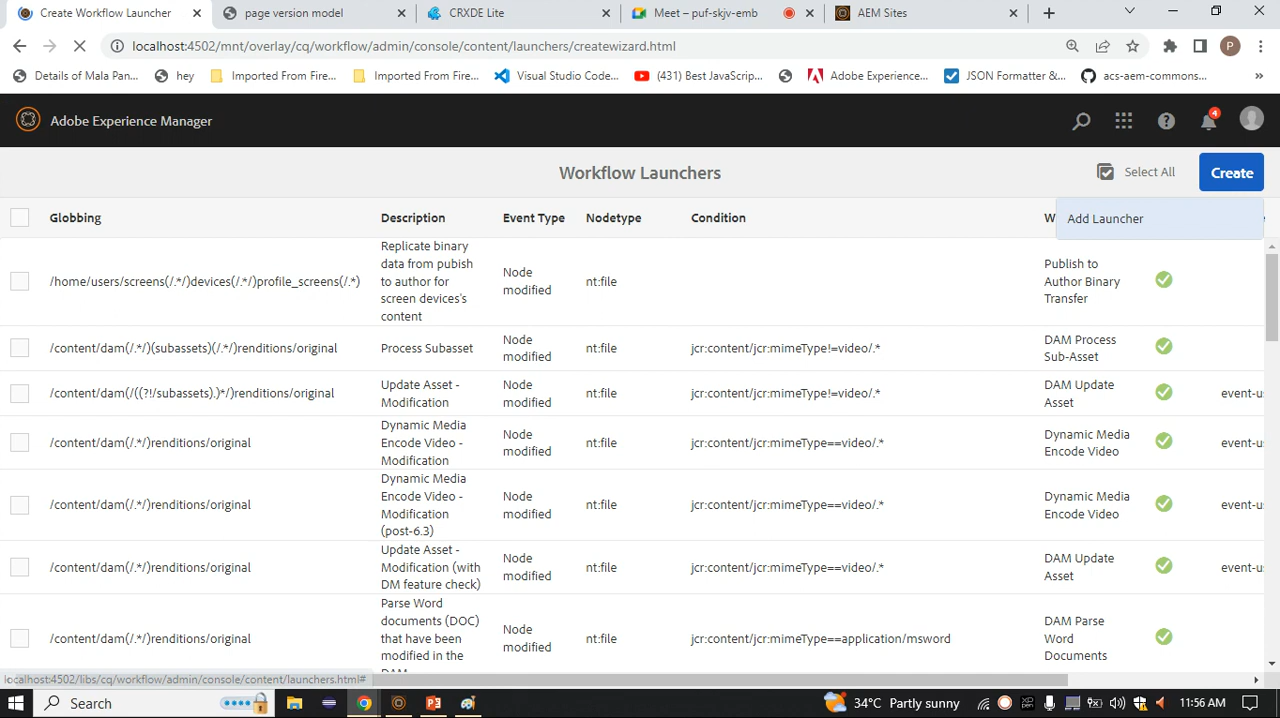 Create Workflow Launcher
page version model
CRXDE Lite
Meet – puf-skjv-emb
AEM Sites
localhost:4502/mnt/overlay/cq/workflow/admin/console/content/launchers/createwizard.html
P
Details of Mala Pan...
hey
Imported From Fire...
Imported From Fire...
Visual Studio Code...
(431) Best JavaScrip...
Adobe Experience...
JSON Formatter &...
acs-aem-commons...
»
Adobe Experience Manager
4
Workflow Launchers
Select All
Create
Globbing
Description
Event Type
Nodetype
Condition
W
Add Launcher
/home/users/screens(/.*/)devices(/.*/)profile_screens(/.*)
Replicate binary
data from pubish
to author for
screen devices's
content
Node
modified
nt:file
Publish to
Author Binary
Transfer
/content/dam(/.*/)(subassets)(/.*/)renditions/original
Process Subasset
Node
modified
nt:file
jcr:content/jcr:mimeType!=video/.*
DAM Process
Sub-Asset
/content/dam(/((?!/subassets).)*/)renditions/original
Update Asset -
Modification
Node
modified
nt:file
jcr:content/jcr:mimeType!=video/.*
DAM Update
Asset
event-u
/content/dam(/.*/)renditions/original
Dynamic Media
Encode Video -
Modification
Node
modified
nt:file
jcr:content/jcr:mimeType==video/.*
Dynamic Media
Encode Video
event-u
/content/dam(/.*/)renditions/original
Dynamic Media
Encode Video -
Modification
(post-6.3)
Node
modified
nt:file
jcr:content/jcr:mimeType==video/.*
Dynamic Media
Encode Video
event-u
/content/dam(/.*/)renditions/original
Update Asset -
Modification (with
DM feature check)
Node
modified
nt:file
jcr:content/jcr:mimeType==video/.*
DAM Update
Asset
event-u
/content/dam(/.*/)renditions/original
Parse Word
documents (DOC)
that have been
modified in the
DAM
Node
modified
nt:file
jcr:content/jcr:mimeType==application/msword
DAM Parse
Word
Documents
localhost:4502/libs/cq/workflow/admin/console/content/launchers.html#
Search
34°C Partly sunny
11:56 AM